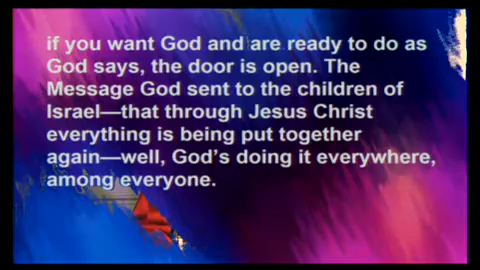 if you want God and are ready to do as
God says, the door is open. The
Message God sent to the children of
Israel—that through Jesus Christ
everything is being put together
again—well, God's doing it everywhere,
among everyone.